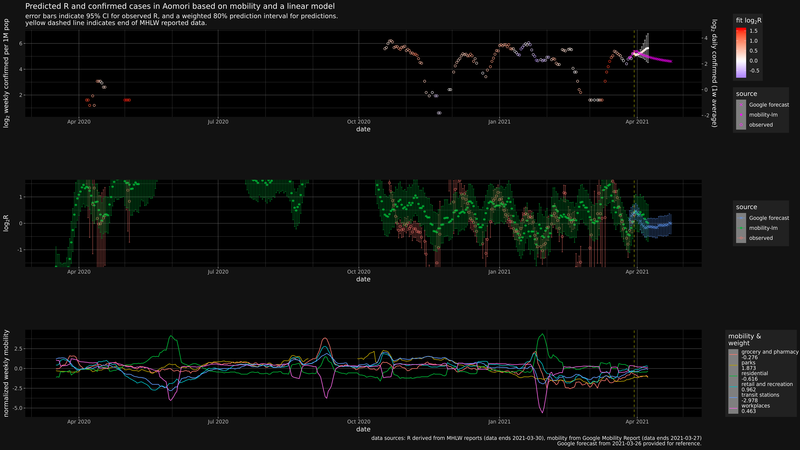 Predicted R and confirmed cases in Aomori based on mobility and a linear model
error bars indicate 95% CI for observed R, and a weighted 80% prediction interval for predictions.
yellow dashed line indicates end of MHLW reported data.
log₂ weekly confirmed per 1M pop
6
4
2
4
2
0
-2
log₂ daily confirmed (1w average)
Apr 2020
Jul 2020
Oct 2020
Jan 2021
Apr 2021
date
fit log₂R
1.5
1.0
0.5
0.0
-0.5
source
Google forecast
mobility-lm
observed
log₂R
1
0
-1
Apr 2020
Jul 2020
Oct 2020
Jan 2021
Apr 2021
date
source
Google forecast
mobility-lm
observed
normalized weekly mobility
2.5
0.0
-2.5
-5.0
Apr 2020
Jul 2020
Oct 2020
Jan 2021
Apr 2021
date
mobility &
weight
grocery and pharmacy
-0.276
parks
1.873
residential
-0.616
retail and recreation
0.962
transit stations
-2.978
workplaces
0.463
data sources: R derived from MHLW reports (data ends 2021-03-30), mobility from Google Mobility Report (data ends 2021-03-27)
Google forecast from 2021-03-26 provided for reference.